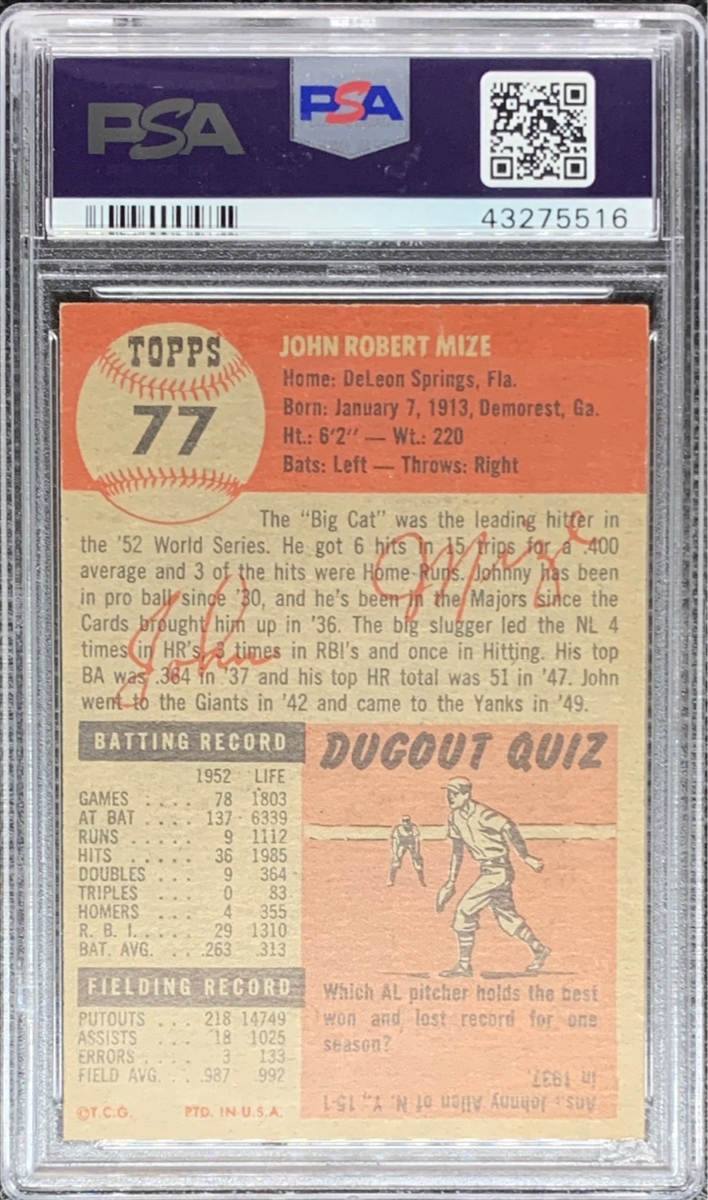 PSA PSA
43275516
TOPPS
77
JOHN ROBERT MIZE
Home: DeLeon Springs, Fla.
Born: January 7, 1913, Demorest, Ga.
Ht.: 6'2" — Wt.: 220
Bats: Left — Throws: Right
The "Big Cat" was the leading hitter in
the '52 World Series. He got 6 hits in 15 trips for a .400
average and 3 of the hits were Home Runs. Johnny has been
in pro ball since '30, and he's been in the Majors since the
Cards brought him up in '36. The big slugger led the NL 4
times in HR's, 3 times in RBI's and once in Hitting. His top
BA was .364 in '37 and his top HR total was 51 in '47. John
went to the Giants in '42 and came to the Yanks in '49.
John Mize
BATTING RECORD
1952 LIFE
GAMES . . . . 78 1803
AT BAT . . . . 137 6339
RUNS . . . . . 9 1112
HITS . . . . . 36 1985
DOUBLES . . . 9 364
TRIPLES . . . 0 83
HOMERS . . . 4 355
R. B. I. . . . . 29 1310
BAT. AVG. . . .263 .313
FIELDING RECORD
PUTOUTS . . . 218 14749
ASSISTS . . . 18 1025
ERRORS . . . . 3 133
FIELD AVG. . . .987 .992
©T.C.G. PTD. IN U.S.A.
DUGOUT QUIZ
Which AL pitcher holds the best
won and lost record for one
season?
Ans.: Johnny Allen of N. Y., 15-1
in 1937.